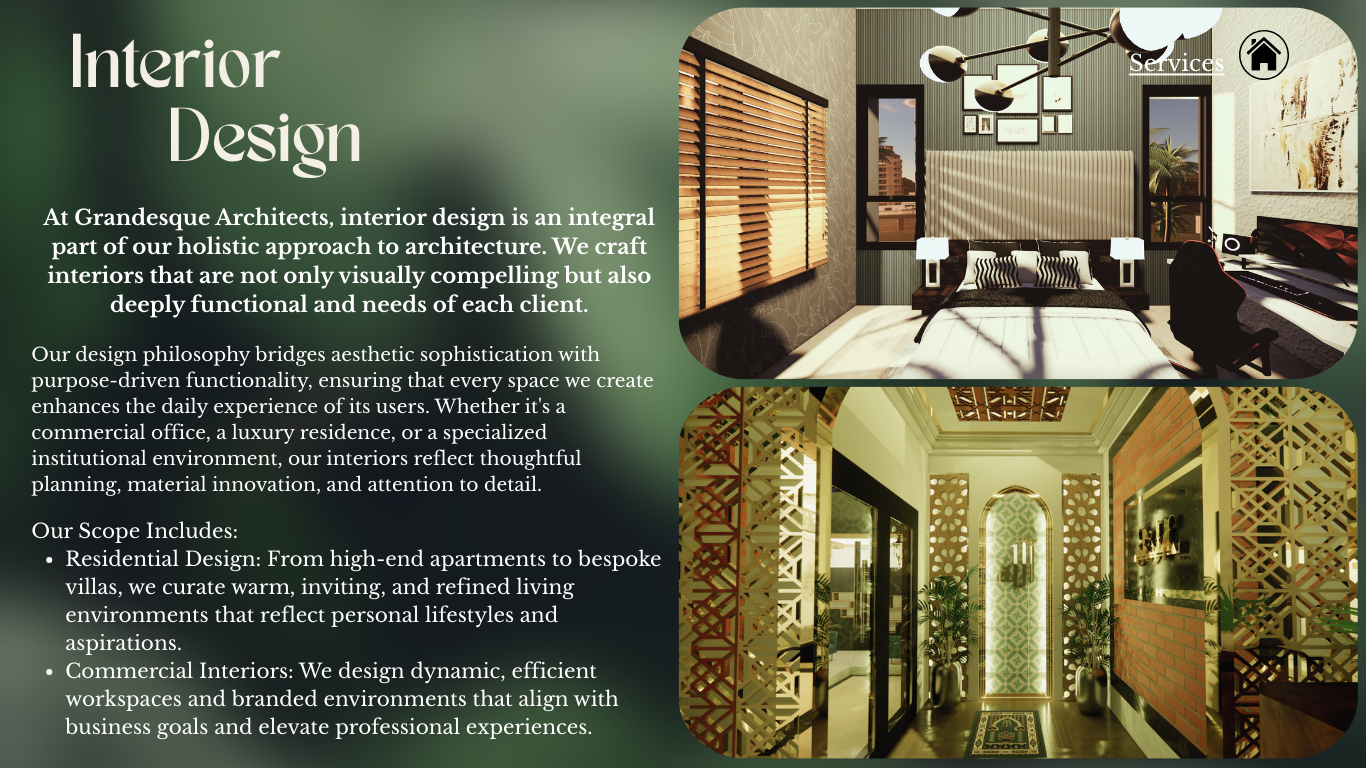 Interior
Design
Services
At Grandesque Architects, interior design is an integral
part of our holistic approach to architecture. We craft
interiors that are not only visually compelling but also
deeply functional and needs of each client.
Our design philosophy bridges aesthetic sophistication with
purpose-driven functionality, ensuring that every space we create
enhances the daily experience of its users. Whether it's a
commercial office, a luxury residence, or a specialized
institutional environment, our interiors reflect thoughtful
planning, material innovation, and attention to detail.
Our Scope Includes:
• Residential Design: From high-end apartments to bespoke
villas, we curate warm, inviting, and refined living
environments that reflect personal lifestyles and
aspirations.
• Commercial Interiors: We design dynamic, efficient
workspaces and branded environments that align with
business goals and elevate professional experiences.